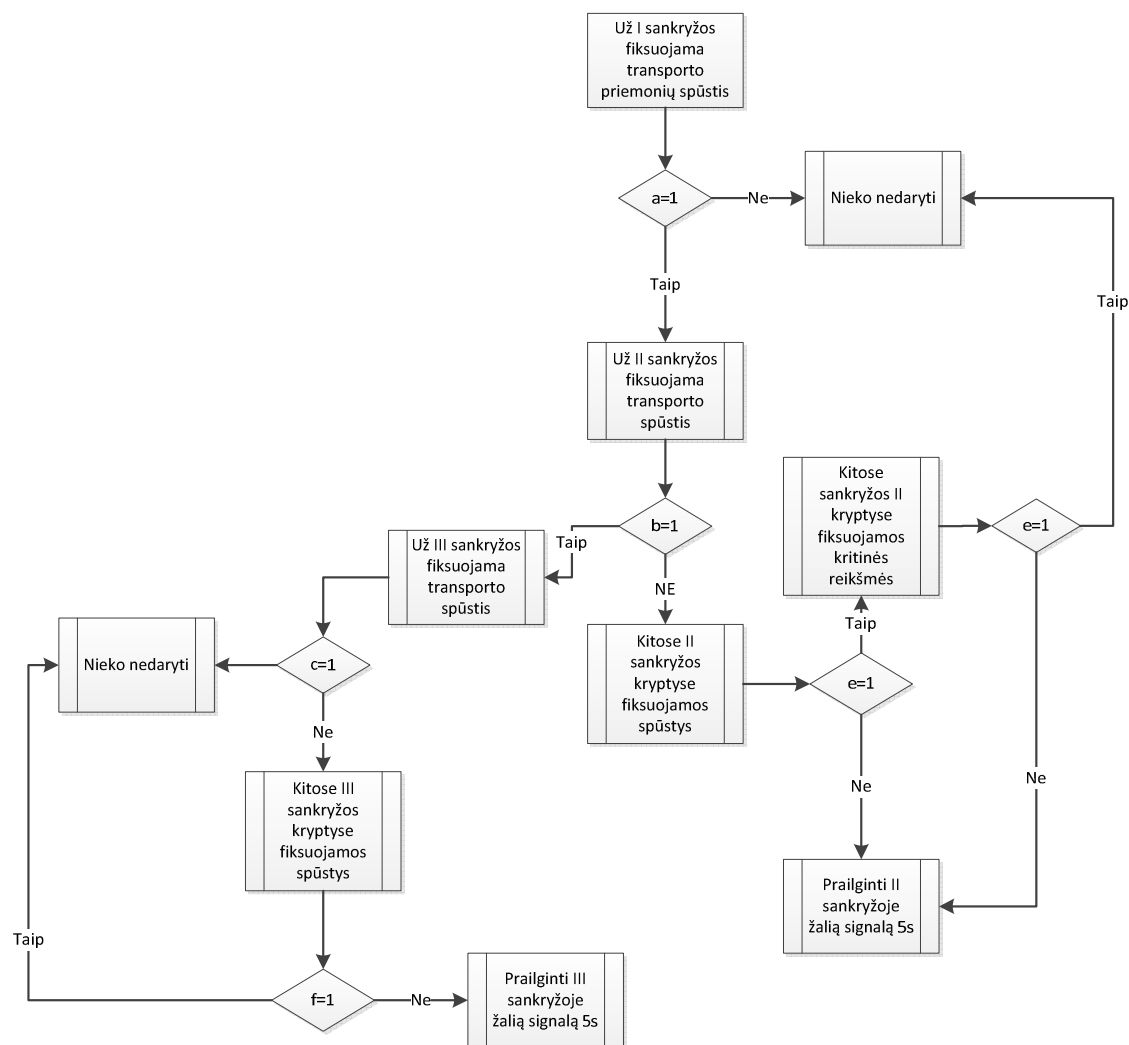 Už I sankryžos
fiksuojama
transporto
priemonių spūstis
a=1
Ne
Nieko nedaryti
Taip
Taip
Už II sankryžos
fiksuojama
transporto
spūstis
Kitose
sankryžos II
kryptyse
fiksuojamos
kritinės
reikšmės
e=1
b=1
Taip
Už III sankryžos
fiksuojama
transporto
spūstis
NE
Taip
Kitose II
sankryžos
kryptyse
fiksuojamos
spūstys
e=1
Nieko nedaryti
c=1
Ne
Ne
Ne
Kitose III
sankryžos
kryptyse
fiksuojamos
spūstys
Prailginti II
sankryžoje
žalią signalą 5s
Taip
f=1
Ne
Prailginti III
sankryžoje
žalią signalą 5s